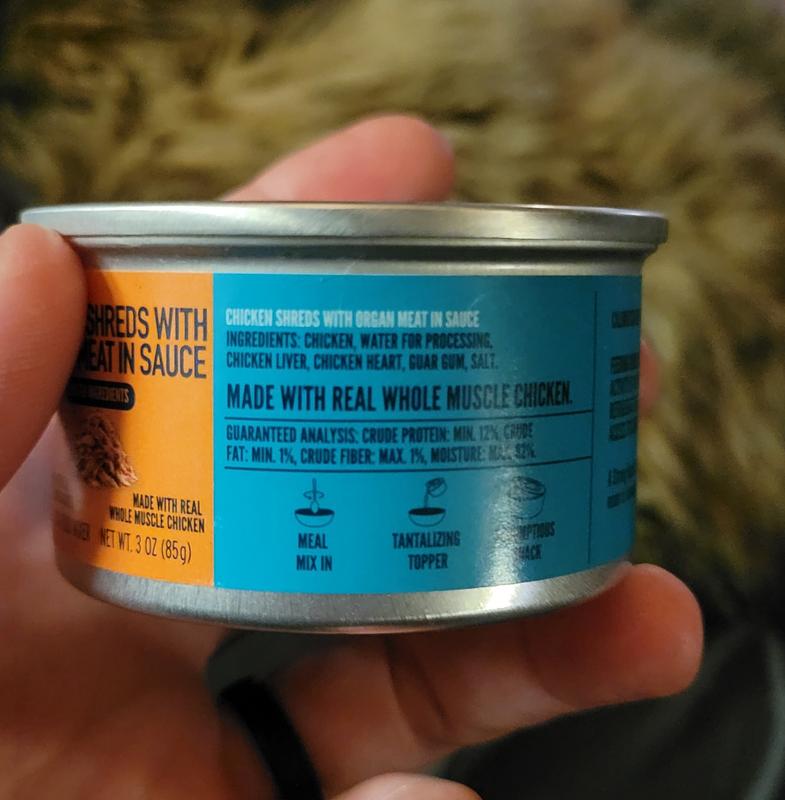 SHREDS WITH
MEAT IN SAUCE
INGREDIENTS
MADE WITH REAL
WHOLE MUSCLE CHICKEN
NET WT. 3 OZ (85g)
CHICKEN SHREDS WITH ORGAN MEAT IN SAUCE
INGREDIENTS: CHICKEN, WATER FOR PROCESSING,
CHICKEN LIVER, CHICKEN HEART, GUAR GUM, SALT.
MADE WITH REAL WHOLE MUSCLE CHICKEN.
GUARANTEED ANALYSIS: CRUDE PROTEIN: MIN. 12%, CRUDE
FAT: MIN. 1%, CRUDE FIBER: MAX. 1%, MOISTURE: MAX. 82%.
MEAL
MIX IN
TANTALIZING
TOPPER